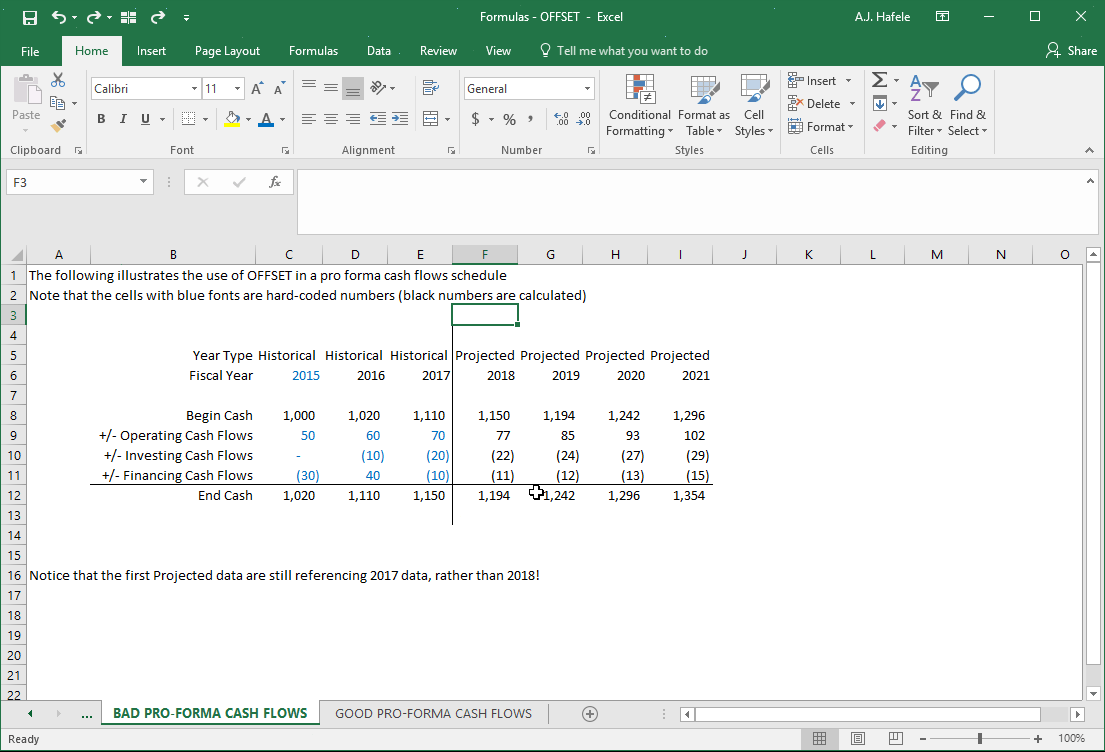 Formulas - OFFSET - Excel
A.J. Hafele
File Home Insert Page Layout Formulas Data Review View Tell me what you want to do Share
Paste
Clipboard
Calibri 11
B I U A
Font
Alignment
General
$ % ,
Number
Conditional Formatting
Format as Table
Cell Styles
Styles
Insert
Delete
Format
Cells
Sort & Filter
Find & Select
Editing
F3 fx
A B C D E F G H I J K L M N O
1 The following illustrates the use of OFFSET in a pro forma cash flows schedule
2 Note that the cells with blue fonts are hard-coded numbers (black numbers are calculated)
3
4
5 Year Type Historical Historical Historical Projected Projected Projected Projected
6 Fiscal Year 2015 2016 2017 2018 2019 2020 2021
7
8 Begin Cash 1,000 1,020 1,110 1,150 1,194 1,242 1,296
9 +/- Operating Cash Flows 50 60 70 77 85 93 102
10 +/- Investing Cash Flows - (10) (20) (22) (24) (27) (29)
11 +/- Financing Cash Flows (30) 40 (10) (11) (12) (13) (15)
12 End Cash 1,020 1,110 1,150 1,194 1,242 1,296 1,354
13
14
15
16 Notice that the first Projected data are still referencing 2017 data, rather than 2018!
17
18
19
20
21
22
... BAD PRO-FORMA CASH FLOWS GOOD PRO-FORMA CASH FLOWS
Ready 100%